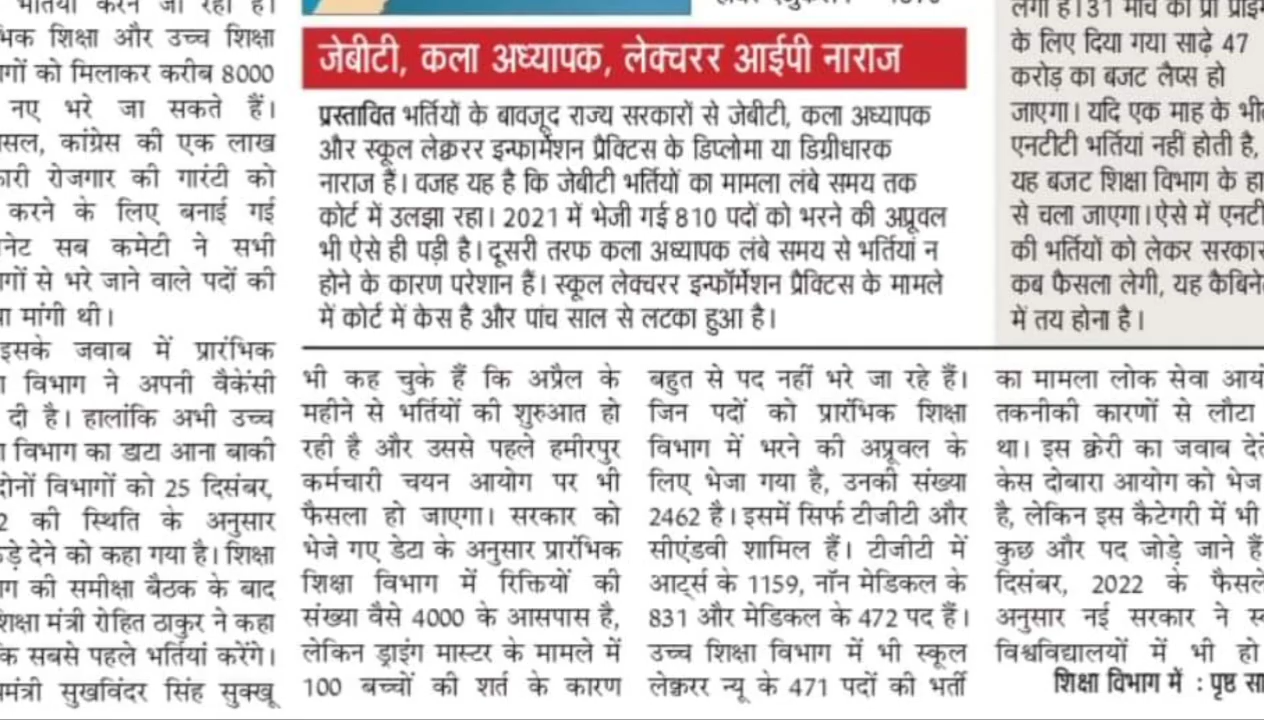 भर्तियां करने जा रही है।
शिक्षा और उच्च शिक्षा
को मिलाकर करीब 8000
नए भरे जा सकते हैं।
कांग्रेस की एक लाख
रोजगार की गारंटी को
करने के लिए बनाई गई
सब कमेटी ने सभी
से भरे जाने वाले पदों की
मांगी थी।
इसके जवाब में प्रारंभिक
विभाग ने अपनी वैकेंसी
दी है। हालांकि अभी उच्च
विभाग का डाटा आना बाकी
दोनों विभागों को 25 दिसंबर,
की स्थिति के अनुसार
देने को कहा गया है। शिक्षा
की समीक्षा बैठक के बाद
शिक्षा मंत्री रोहित ठाकुर ने कहा
कि सबसे पहले भर्तियां करेंगे।
सुखविंदर सिंह सुक्खू
जेबीटी, कला अध्यापक, लेक्चरर आईपी नाराज
प्रस्तावित भर्तियों के बावजूद राज्य सरकारों से जेबीटी, कला अध्यापक
और स्कूल लेक्चरर इन्फार्मेशन प्रैक्टिस के डिप्लोमा या डिग्रीधारक
नाराज हैं। वजह यह है कि जेबीटी भर्तियों का मामला लंबे समय तक
कोर्ट में उलझा रहा। 2021 में भेजी गई 810 पदों को भरने की अप्रूवल
भी ऐसे ही पड़ी है। दूसरी तरफ कला अध्यापक लंबे समय से भर्तियां न
होने के कारण परेशान हैं। स्कूल लेक्चरर इन्फॉर्मेशन प्रैक्टिस के मामले
में कोर्ट में केस है और पांच साल से लटका हुआ है।
भी कह चुके हैं कि अप्रैल के
महीने से भर्तियों की शुरुआत हो
रही है और उससे पहले हमीरपुर
कर्मचारी चयन आयोग पर भी
फैसला हो जाएगा। सरकार को
भेजे गए डेटा के अनुसार प्रारंभिक
शिक्षा विभाग में रिक्तियों की
संख्या वैसे 4000 के आसपास है,
लेकिन ड्राइंग मास्टर के मामले में
100 बच्चों की शर्त के कारण
बहुत से पद नहीं भरे जा रहे हैं।
जिन पदों को प्रारंभिक शिक्षा
विभाग में भरने की अप्रूवल के
लिए भेजा गया है, उनकी संख्या
2462 है। इसमें सिर्फ टीजीटी और
सीएंडवी शामिल हैं। टीजीटी में
आर्ट्स के 1159, नॉन मेडिकल के
831 और मेडिकल के 472 पद हैं।
उच्च शिक्षा विभाग में भी स्कूल
लेक्चरर न्यू के 471 पदों की भर्ती
लगी है। 31 मार्च को प्री
के लिए दिया गया साढ़े 47
करोड़ का बजट लैप्स हो
जाएगा। यदि एक माह के
एनटीटी भर्तियां नहीं होती है,
यह बजट शिक्षा विभाग के
से चला जाएगा। ऐसे में
की भर्तियों को लेकर सरकार
कब फैसला लेगी, यह
में तय होना है।
का मामला लोक सेवा
तकनीकी कारणों से लौटा
था। इस क्वेरी का जवाब
केस दोबारा आयोग को भेज
है, लेकिन इस कैटेगरी में भी
कुछ और पद जोड़े जाने हैं
दिसंबर, 2022 के
अनुसार नई सरकार ने
विश्वविद्यालयों में भी हो
शिक्षा विभाग में : पृष्ठ